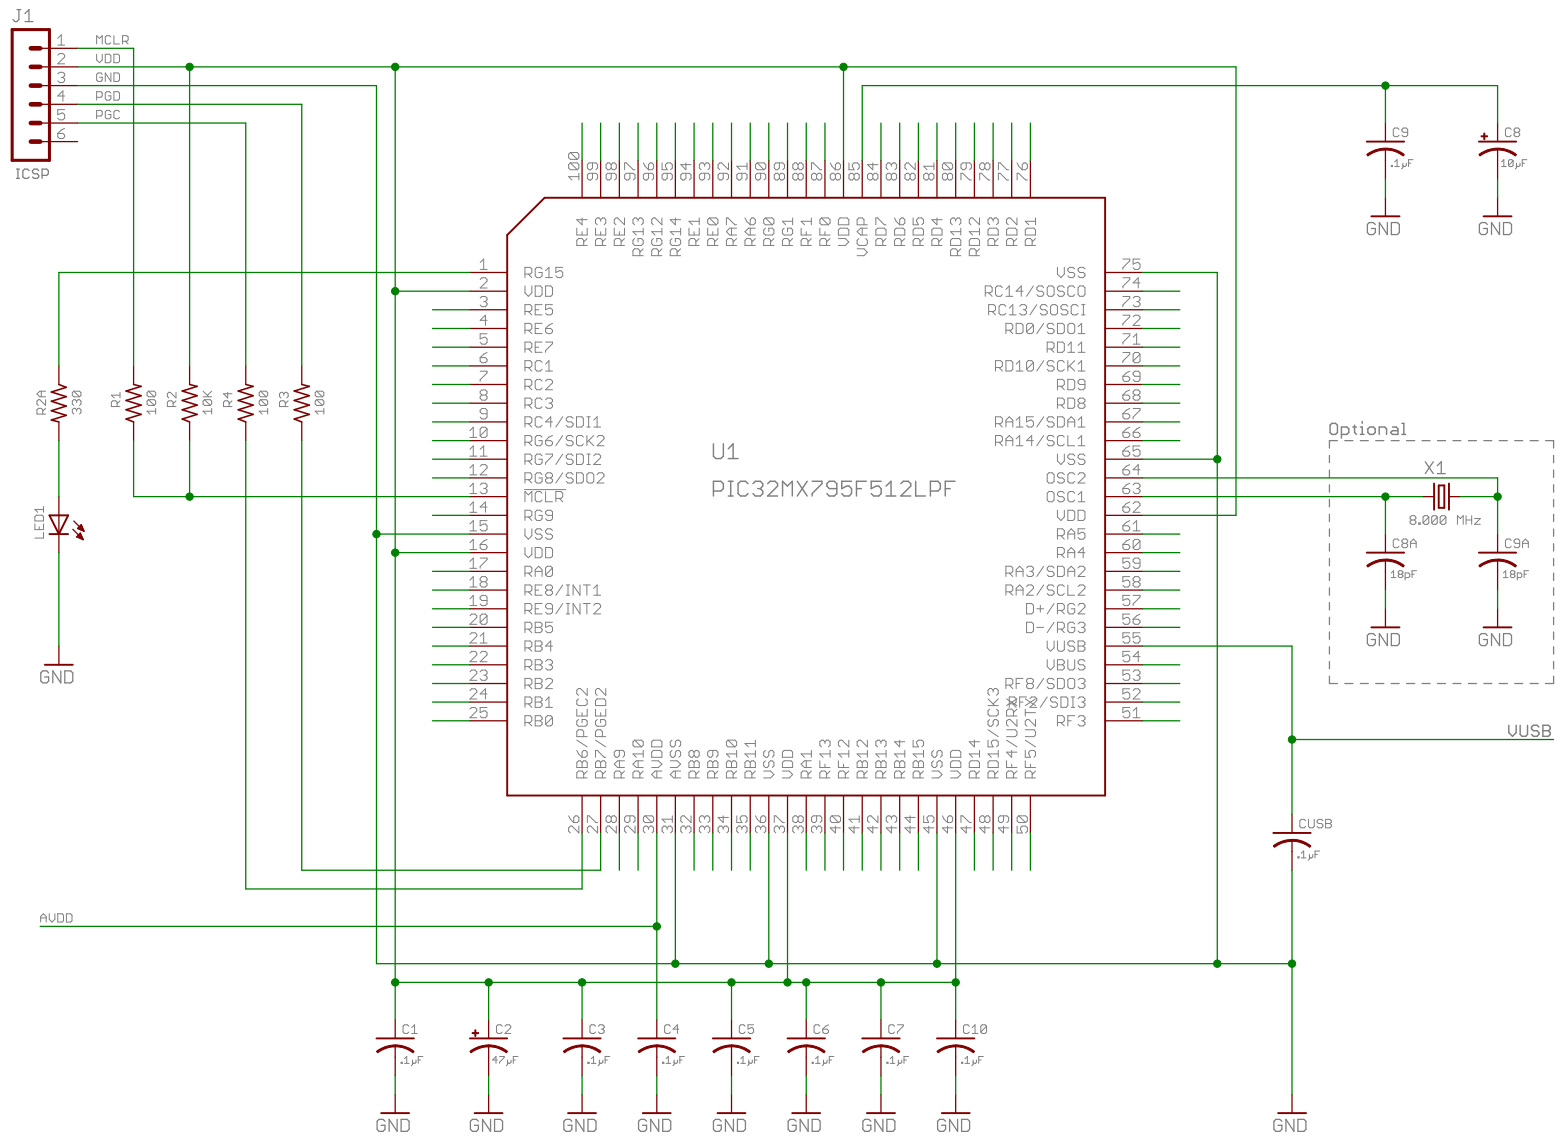 J1
1 MCLR
2 VDD
3 GND
4 PGD
5 PGC
6
ICSP
C9
.1µF
GND
C8
10µF
GND
100 99 98 97 96 95 94 93 92 91 90 89 88 87 86 85 84 83 82 81 80 79 78 77 76
RE4 RE3 RE2 RG13 RG12 RG14 RE1 RE0 RA7 RA6 RG0 RG1 RF1 RF0 VDD VCAP RD7 RD6 RD5 RD4 RD13 RD12 RD3 RD2 RD1
1 RG15
2 VDD
3 RE5
4 RE6
5 RE7
6 RC1
7 RC2
8 RC3
9 RC4/SDI1
10 RG6/SCK2
11 RG7/SDI2
12 RG8/SDO2
13 MCLR
14 RG9
15 VSS
16 VDD
17 RA0
18 RE8/INT1
19 RE9/INT2
20 RB5
21 RB4
22 RB3
23 RB2
24 RB1
25 RB0
VSS 75
RC14/SOSCO 74
RC13/SOSCI 73
RD0/SDO1 72
RD11 71
RD10/SCK1 70
RD9 69
RD8 68
RA15/SDA1 67
RA14/SCL1 66
VSS 65
OSC2 64
OSC1 63
VDD 62
RA5 61
RA4 60
RA3/SDA2 59
RA2/SCL2 58
D+/RG2 57
D-/RG3 56
VUSB 55
VBUS 54
RF8/SDO3 53
RF2/SDI3 52
RF3 51
U1
PIC32MX795F512LPF
R2A 330
R1 100
R2 10K
R4 100
R3 100
LED1
GND
Optional
X1
8.000 MHz
C8A
18pF
GND
C9A
18pF
GND
VUSB
CUSB
.1µF
GND
RB6/PGEC2 RB7/PGED2 RA9 RA10 AVDD AVSS RB8 RB9 RB10 RB11 VSS VDD RA1 RF13 RF12 RB12 RB13 RB14 RB15 VSS VDD RD14 RD15/SCK3 RF4/U2RX RF5/U2TX
26 27 28 29 30 31 32 33 34 35 36 37 38 39 40 41 42 43 44 45 46 47 48 49 50
AVDD
C1 C2 C3 C4 C5 C6 C7 C10
.1µF 47µF .1µF .1µF .1µF .1µF .1µF .1µF
GND GND GND GND GND GND GND GND